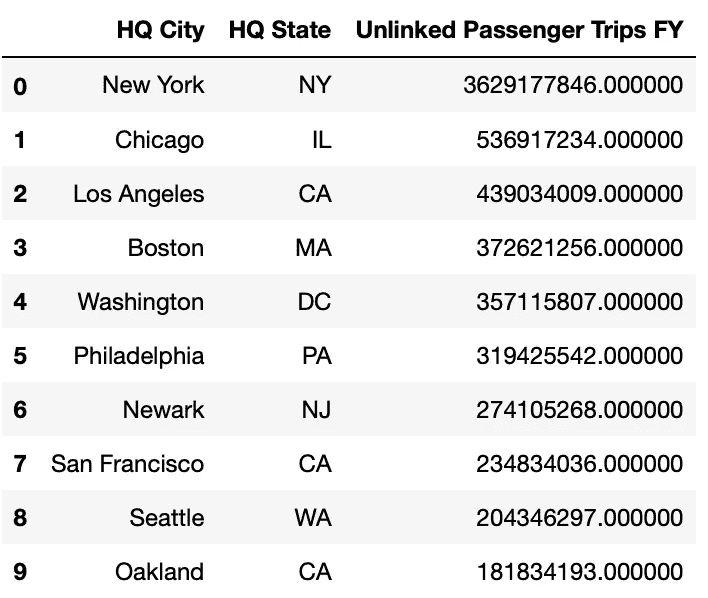 HQ City HQ State Unlinked Passenger Trips FY
0 New York NY 3629177846.000000
1 Chicago IL 536917234.000000
2 Los Angeles CA 439034009.000000
3 Boston MA 372621256.000000
4 Washington DC 357115807.000000
5 Philadelphia PA 319425542.000000
6 Newark NJ 274105268.000000
7 San Francisco CA 234834036.000000
8 Seattle WA 204346297.000000
9 Oakland CA 181834193.000000